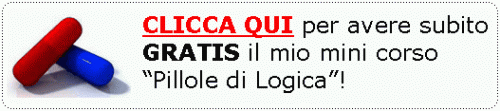 CLICCA QUI per avere subito
GRATIS il mio mini corso
“Pillole di Logica”!